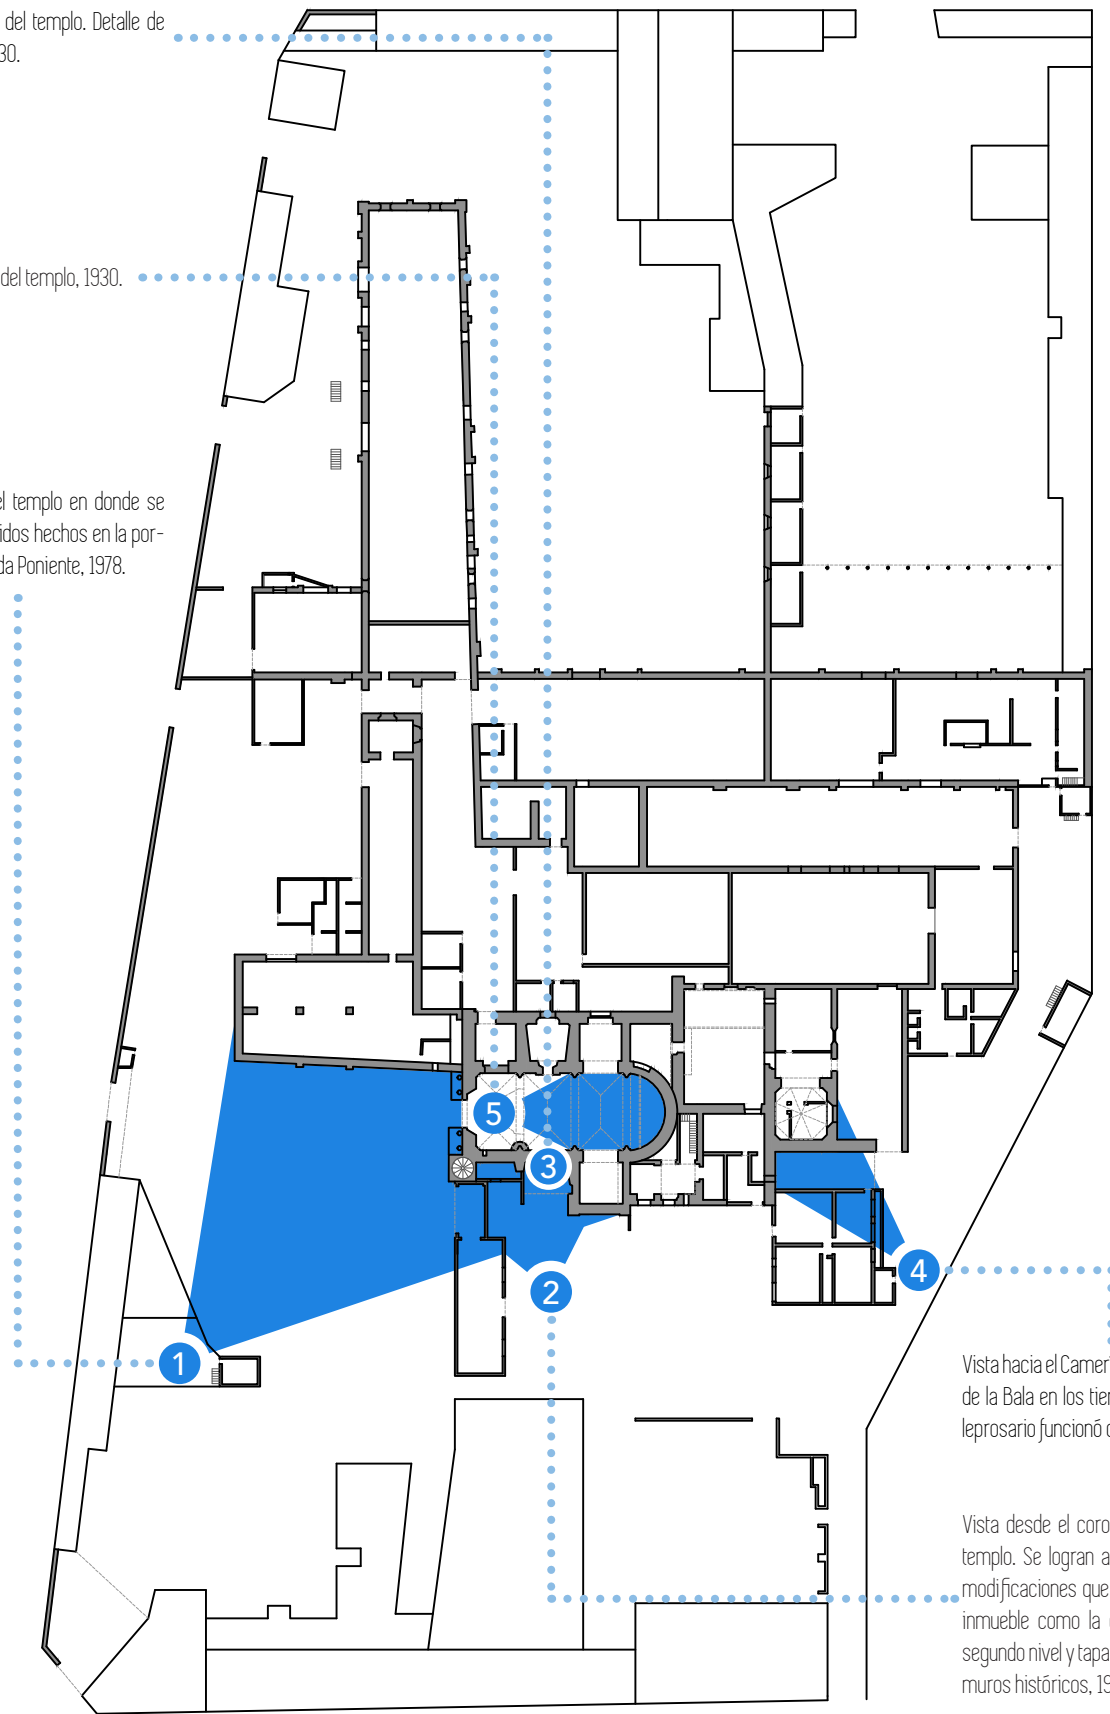 del templo. Detalle de
30.
del templo, 1930.
el templo en donde se
idos hechos en la por-
da Poniente, 1978.
5
3
4
2
1
Vista hacia el Camer
de la Bala en los tie
leprosario funcionó
Vista desde el coro
templo. Se logran a
modificaciones que
inmueble como la
segundo nivel y tapa
muros históricos, 19